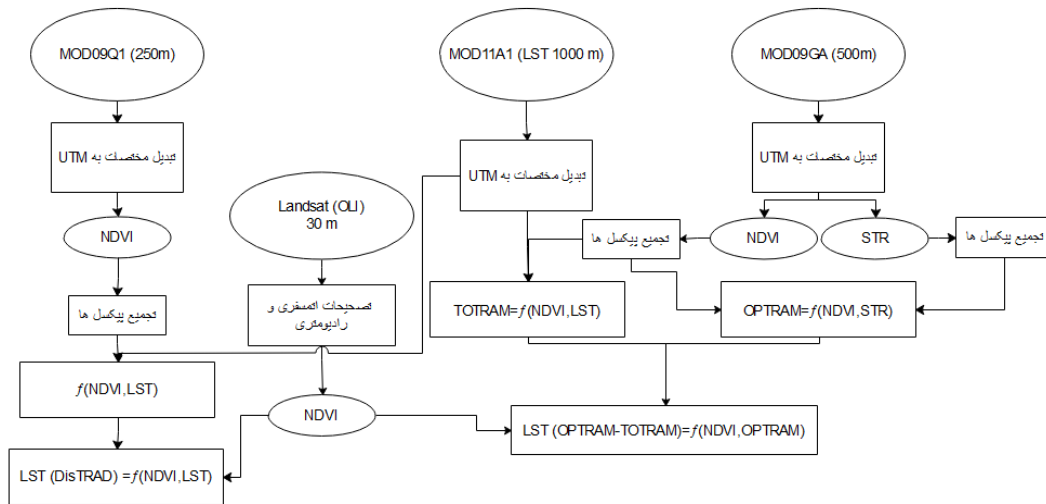 MOD09Q1 (250m)
MOD11A1 (LST 1000 m)
MOD09GA (500m)
تبدیل مختصات به UTM
تبدیل مختصات به UTM
تبدیل مختصات به UTM
Landsat (OLI)
30 m
NDVI
NDVI
STR
تجمیع پیکسل ها
تجمیع پیکسل ها
تجمیع پیکسل ها
تصحیحات اتمسفری و
رادیومتری
TOTRAM=ƒ(NDVI,LST)
OPTRAM=ƒ(NDVI,STR)
ƒ(NDVI,LST)
NDVI
LST (OPTRAM-TOTRAM)=ƒ(NDVI,OPTRAM)
LST (DisTRAD) =ƒ(NDVI,LST)